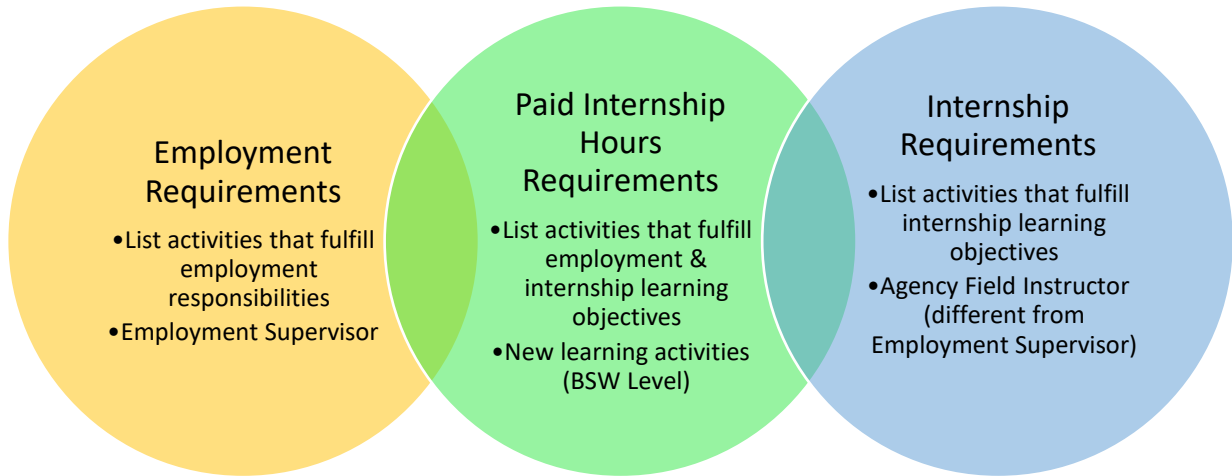 Employment
Requirements
•List activities that fulfill
employment
responsibilities
•Employment Supervisor
Paid Internship
Hours
Requirements
•List activities that fulfill
employment &
internship learning
objectives
•New learning activities
(BSW Level)
Internship
Requirements
•List activities that fulfill
internship learning
objectives
•Agency Field Instructor
(different from
Employment Supervisor)